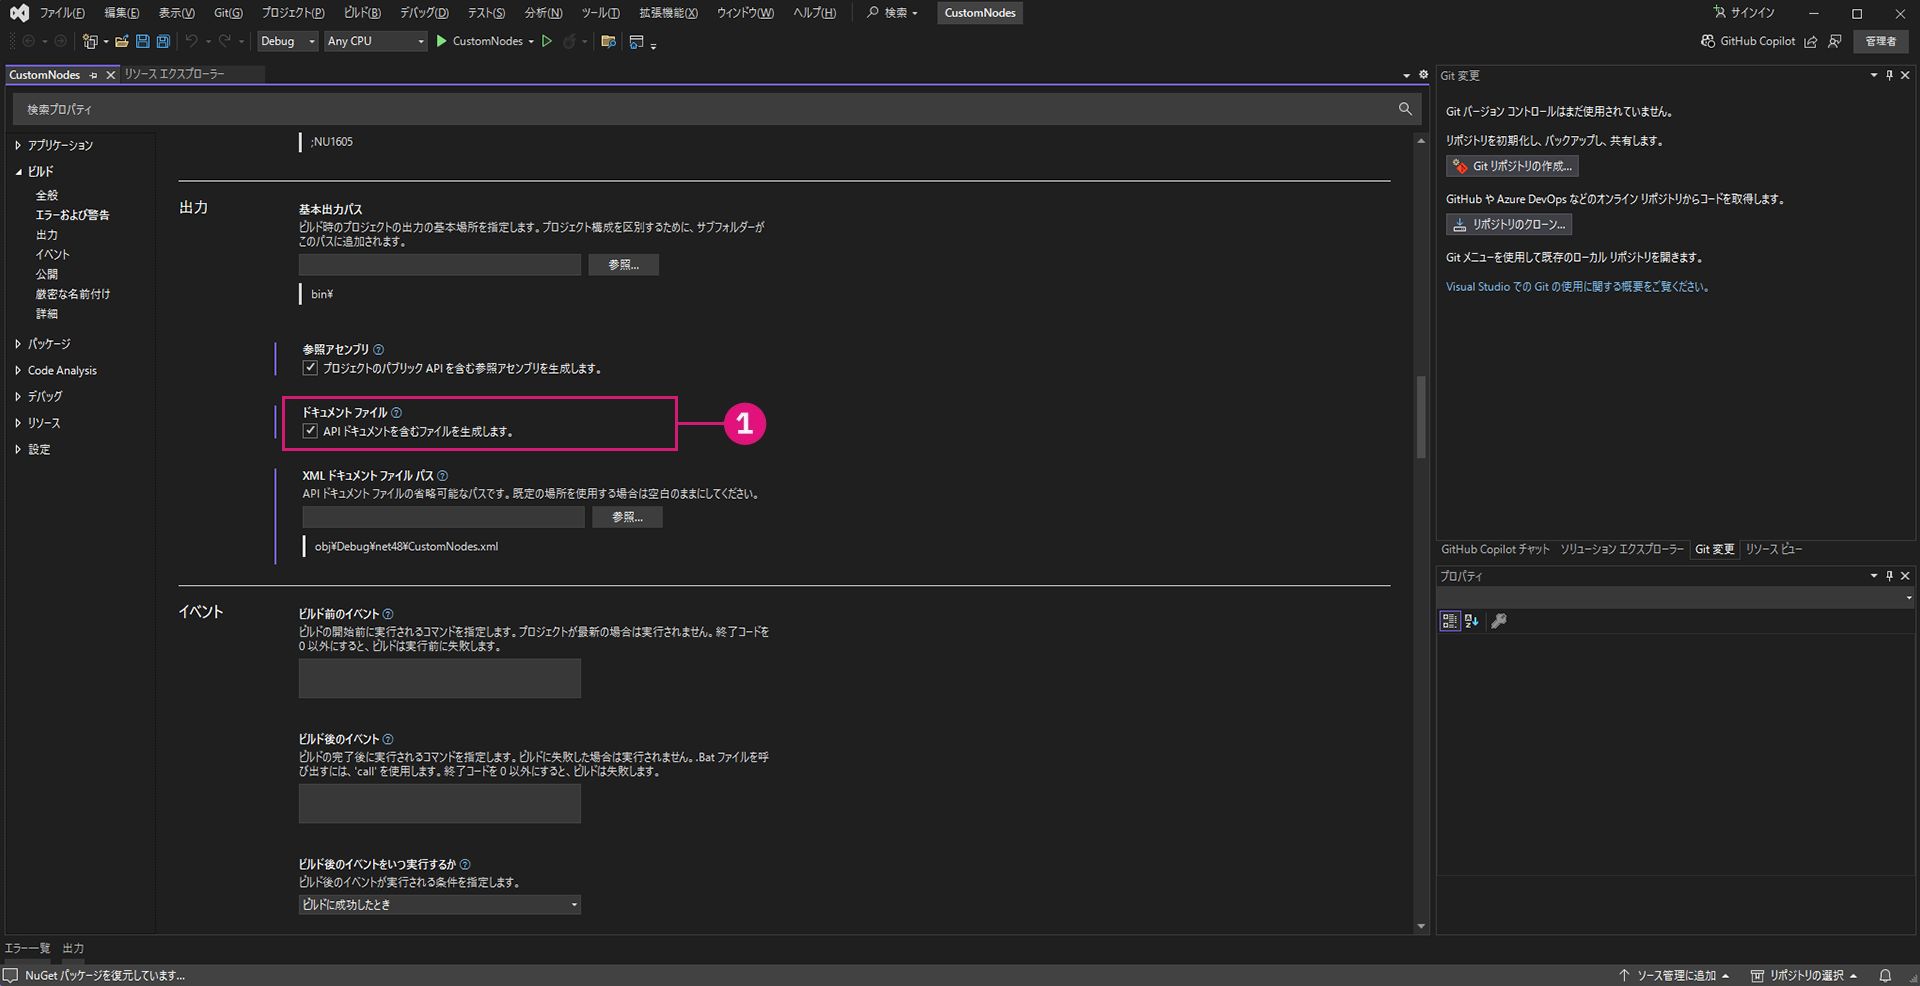 ファイル(F) 編集(E) 表示(V) Git(G) プロジェクト(P) ビルド(B) デバッグ(D) テスト(S) 分析(N) ツール(T) 拡張機能(X) ウィンドウ(W) ヘルプ(H) 検索 CustomNodes サインイン
Debug Any CPU CustomNodes GitHub Copilot 管理者
CustomNodes リソース エクスプローラー
検索プロパティ
アプリケーション
ビルド
全般
エラーおよび警告
出力
イベント
公開
厳密な名前付け
詳細
パッケージ
Code Analysis
デバッグ
リソース
設定
;NU1605
出力
基本出力パス
ビルド時のプロジェクトの出力の基本場所を指定します。プロジェクト構成を区別するために、サブフォルダーが
このパスに追加されます。
参照...
bin¥
参照アセンブリ
プロジェクトのパブリック API を含む参照アセンブリを生成します。
ドキュメント ファイル
API ドキュメントを含むファイルを生成します。
1
XML ドキュメント ファイル パス
API ドキュメント ファイルの省略可能なパスです。既定の場所を使用する場合は空白のままにしてください。
参照...
obj¥Debug¥net48¥CustomNodes.xml
イベント
ビルド前のイベント
ビルドの開始前に実行されるコマンドを指定します。プロジェクトが最新の場合は実行されません。終了コードを
0 以外にすると、ビルドは実行前に失敗します。
ビルド後のイベント
ビルドの完了後に実行されるコマンドを指定します。ビルドに失敗した場合は実行されません。.Bat ファイルを呼
び出すには、'call' を使用します。終了コードを 0 以外にすると、ビルドは失敗します。
ビルド後のイベントをいつ実行するか
ビルド後のイベントが実行される条件を指定します。
ビルドに成功したとき
Git 変更
Git バージョン コントロールはまだ使用されていません。
リポジトリを初期化し、バックアップし、共有します。
Git リポジトリの作成...
GitHub や Azure DevOps などのオンライン リポジトリからコードを取得します。
リポジトリのクローン...
Git メニューを使用して既存のローカル リポジトリを開きます。
Visual Studio での Git の使用に関する概要をご覧ください。
GitHub Copilot チャット ソリューション エクスプローラー Git 変更 リソース ビュー
プロパティ
エラー一覧 出力
NuGet パッケージを復元しています... ソース管理に追加 リポジトリの選択